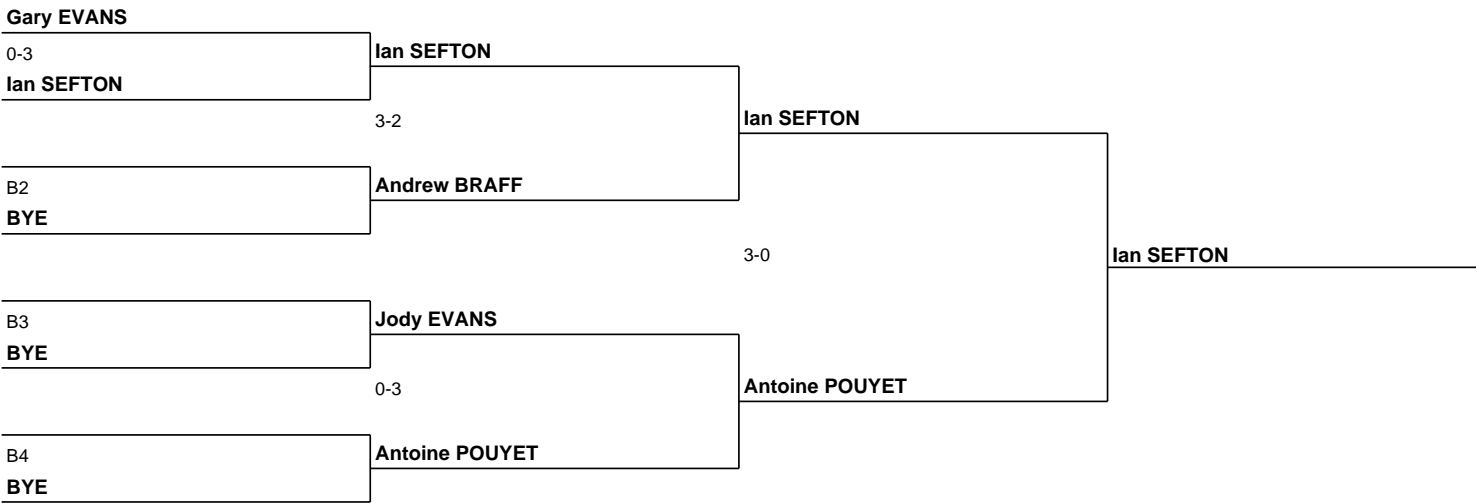 Gary EVANS
0-3
Ian SEFTON
Ian SEFTON
3-2
Ian SEFTON
B2
BYE
Andrew BRAFF
3-0
Ian SEFTON
B3
BYE
Jody EVANS
0-3
Antoine POUYET
B4
BYE
Antoine POUYET